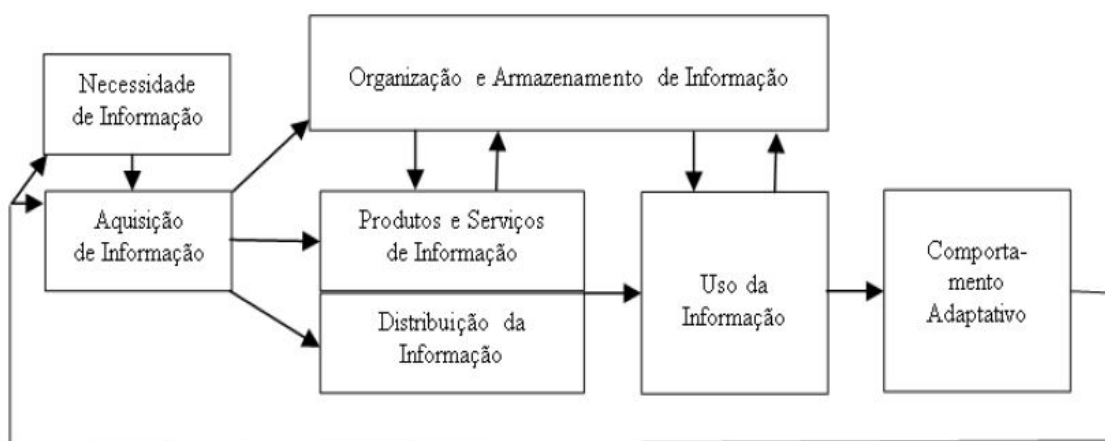 Necessidade
de Informação
Organização e Armazenamento de Informação
Aquisição
de Informação
Produtos e Serviços
de Informação
Distribuição da
Informação
Uso da
Informação
Comporta-
mento
Adaptativo